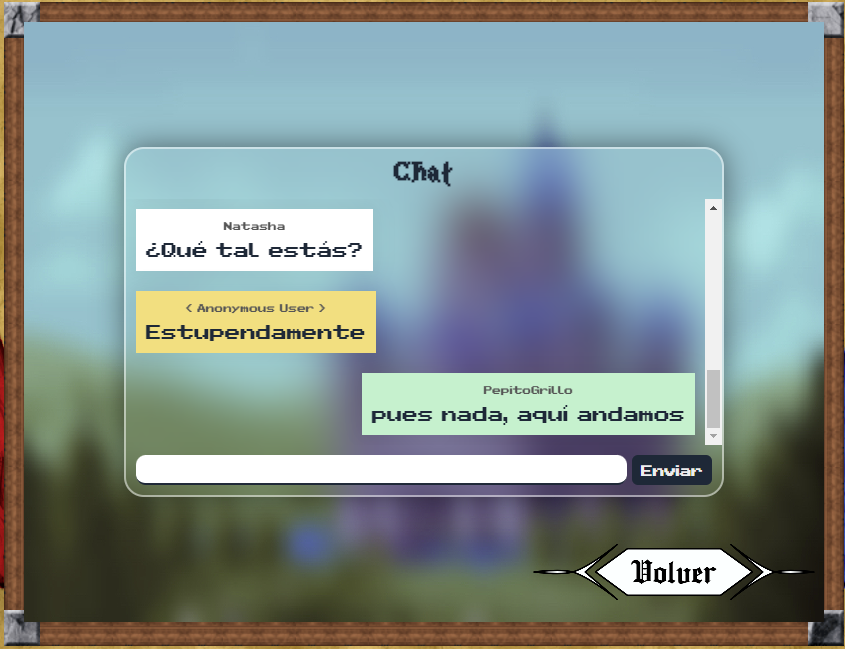 Chat
Natasha
¿Qué tal estás?
< Anonymous User >
Estupendamente
PepitoGrillo
pues nada, aquí andamos
Enviar
Volver